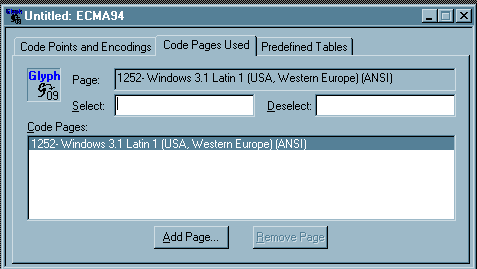 Untitled: ECMA94
Code Points and Encodings Code Pages Used Predefined Tables
Glyph
09
Page: 1252- Windows 3.1 Latin 1 (USA, Western Europe) (ANSI)
Select: Deselect:
Code Pages:
1252- Windows 3.1 Latin 1 (USA, Western Europe) (ANSI)
Add Page... Remove Page